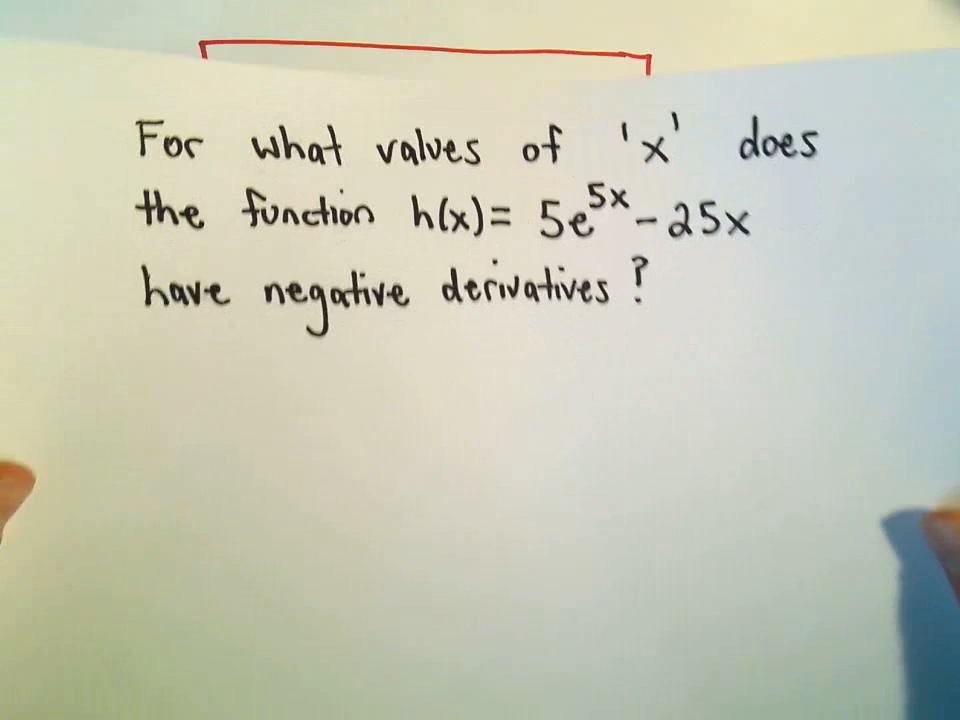 For what values of 'x' does
the function h(x)= 5e^{5x} - 25x
have negative derivatives ?